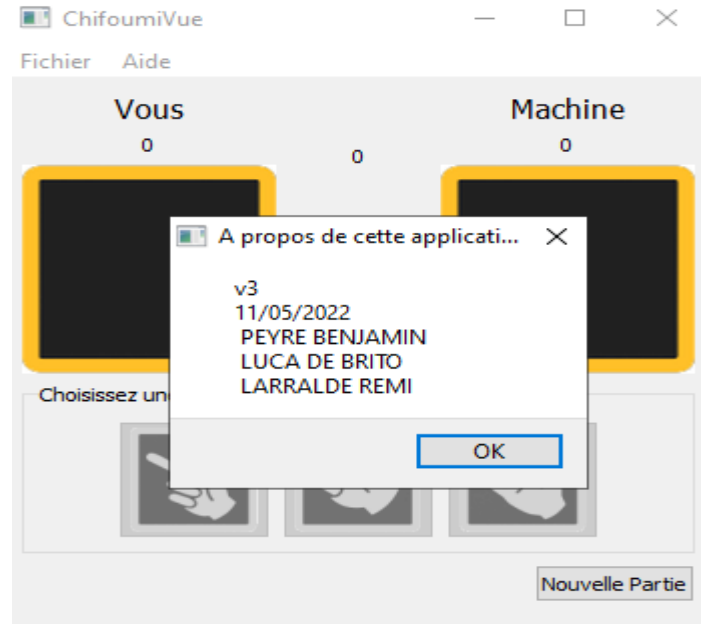 ChifoumiVue
Fichier Aide
Vous Machine
0 0 0
A propos de cette applicati...
v3
11/05/2022
PEYRE BENJAMIN
LUCA DE BRITO
LARRALDE REMI
Choisissez un
OK
Nouvelle Partie